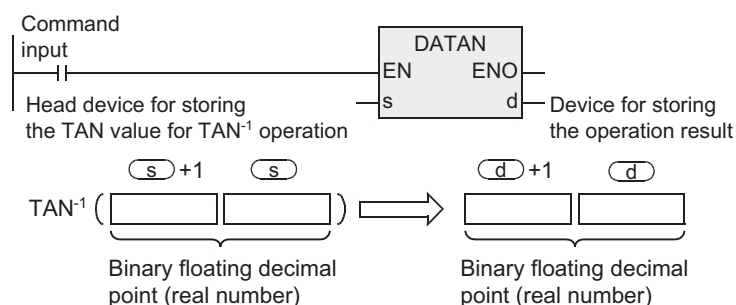 Command
input
DATAN
EN ENO
s d
Head device for storing
the TAN value for TAN-1 operation
Device for storing
the operation result
s +1 s d +1 d
TAN-1 ( )
Binary floating decimal
point (real number)
Binary floating decimal
point (real number)